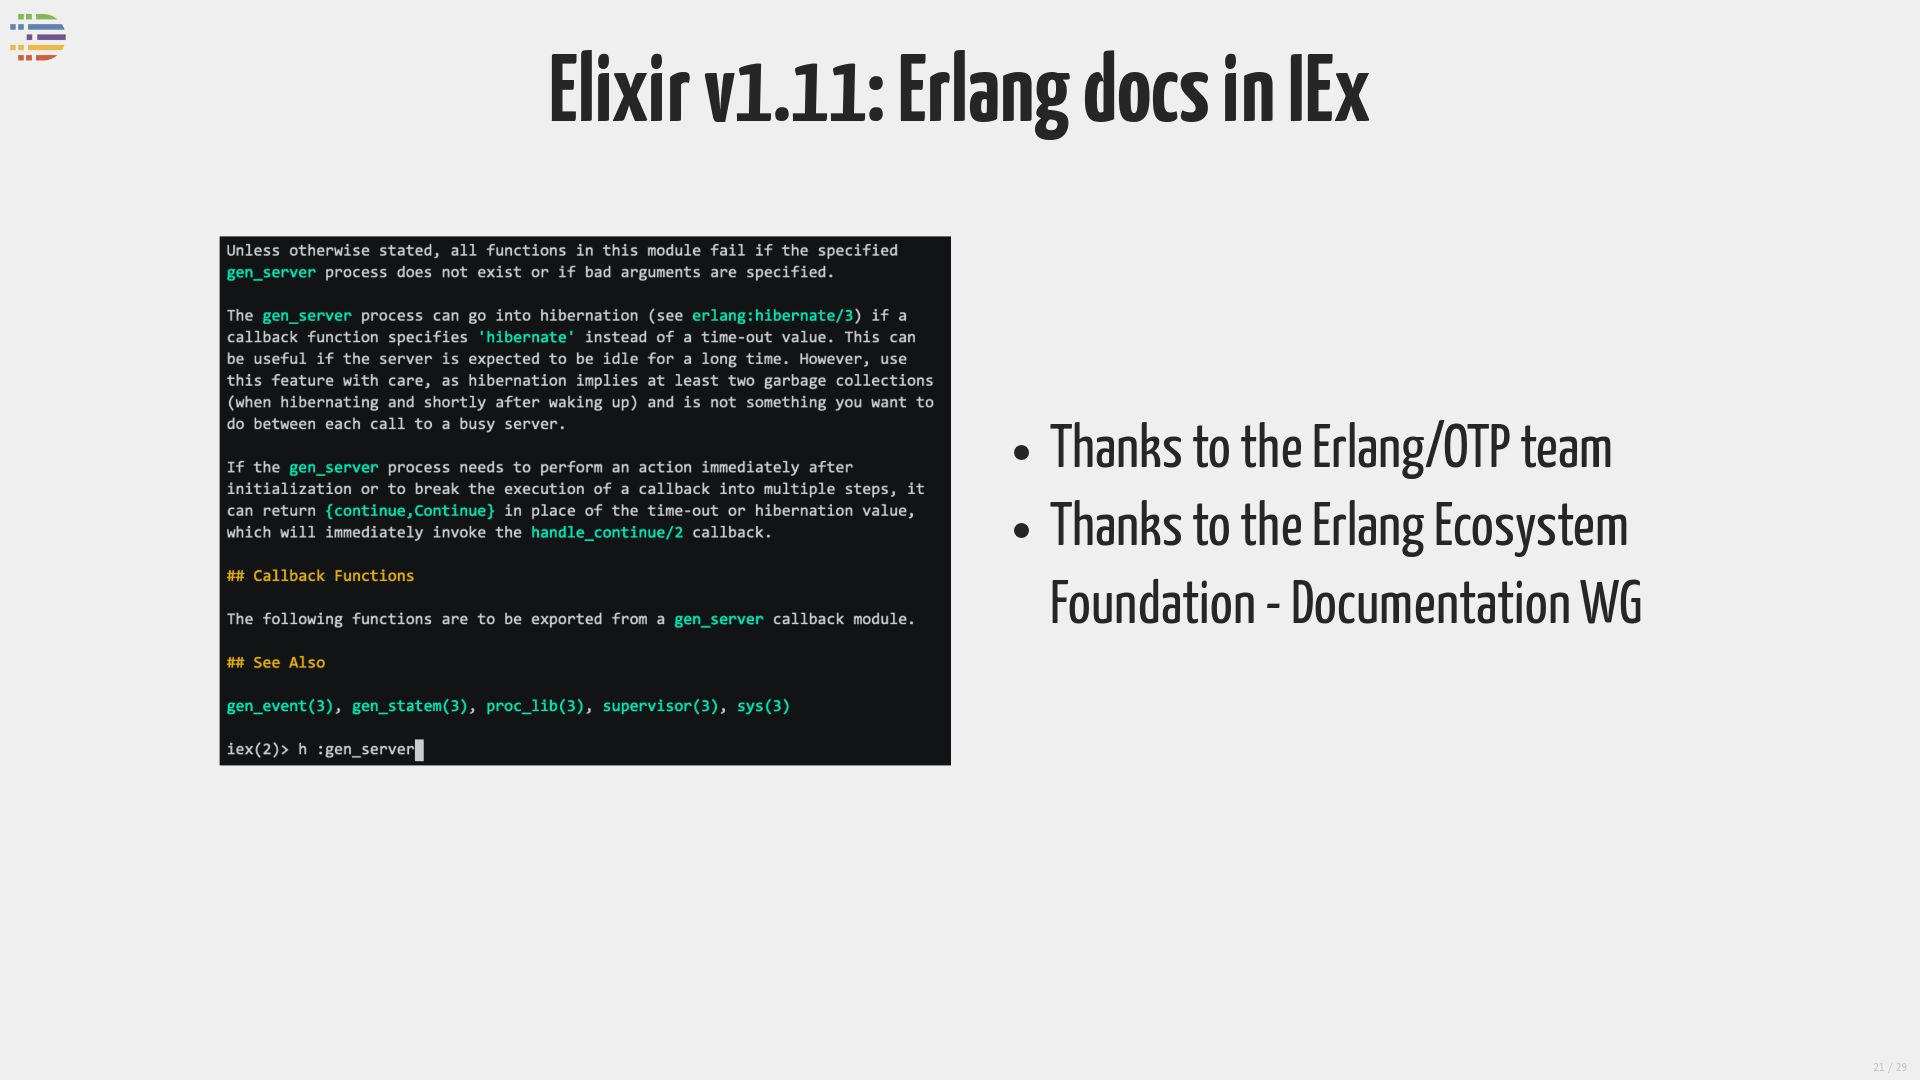 Elixir v1.11: Erlang docs in IEx
Unless otherwise stated, all functions in this module fail if the specified
gen_server process does not exist or if bad arguments are specified.
The gen_server process can go into hibernation (see erlang:hibernate/3) if a
callback function specifies 'hibernate' instead of a time-out value. This can
be useful if the server is expected to be idle for a long time. However, use
this feature with care, as hibernation implies at least two garbage collections
(when hibernating and shortly after waking up) and is not something you want to
do between each call to a busy server.
If the gen_server process needs to perform an action immediately after
initialization or to break the execution of a callback into multiple steps, it
can return {continue,Continue} in place of the time-out or hibernation value,
which will immediately invoke the handle_continue/2 callback.
## Callback Functions
The following functions are to be exported from a gen_server callback module.
## See Also
gen_event(3), gen_statem(3), proc_lib(3), supervisor(3), sys(3)
iex(2)> h :gen_server
• Thanks to the Erlang/OTP team
• Thanks to the Erlang Ecosystem
Foundation - Documentation WG
21 / 29